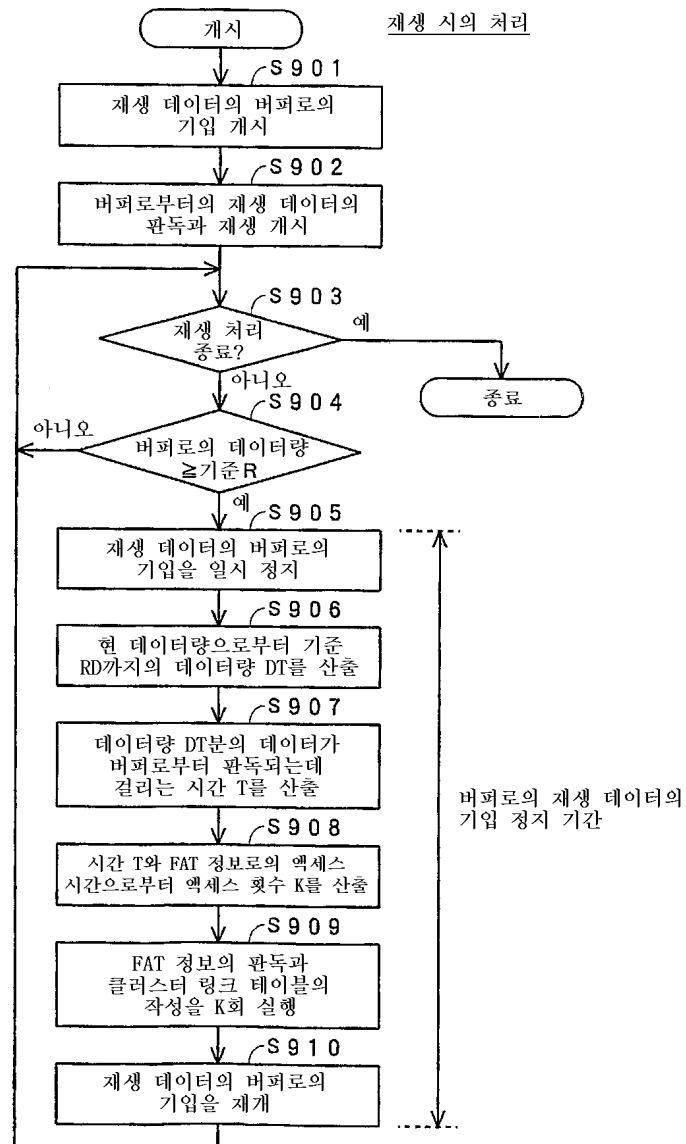 재생 시의 처리
개시
S901
재생 데이터의 버퍼로의
기입 개시
S902
버퍼로부터의 재생 데이터의
판독과 재생 개시
S903
재생 처리
종료?
예
종료
아니오
S904
버퍼로의 데이터량
≧기준R
아니오
예
S905
재생 데이터의 버퍼로의
기입을 일시 정지
S906
현 데이터량으로부터 기준
RD까지의 데이터량 DT를 산출
S907
데이터량 DT분의 데이터가
버퍼로부터 판독되는데
걸리는 시간 T를 산출
버퍼로의 재생 데이터의
기입 정지 기간
S908
시간 T와 FAT 정보로의 액세스
시간으로부터 액세스 횟수 K를 산출
S909
FAT 정보의 판독과
클러스터 링크 테이블의
작성을 K회 실행
S910
재생 데이터의 버퍼로의
기입을 재개